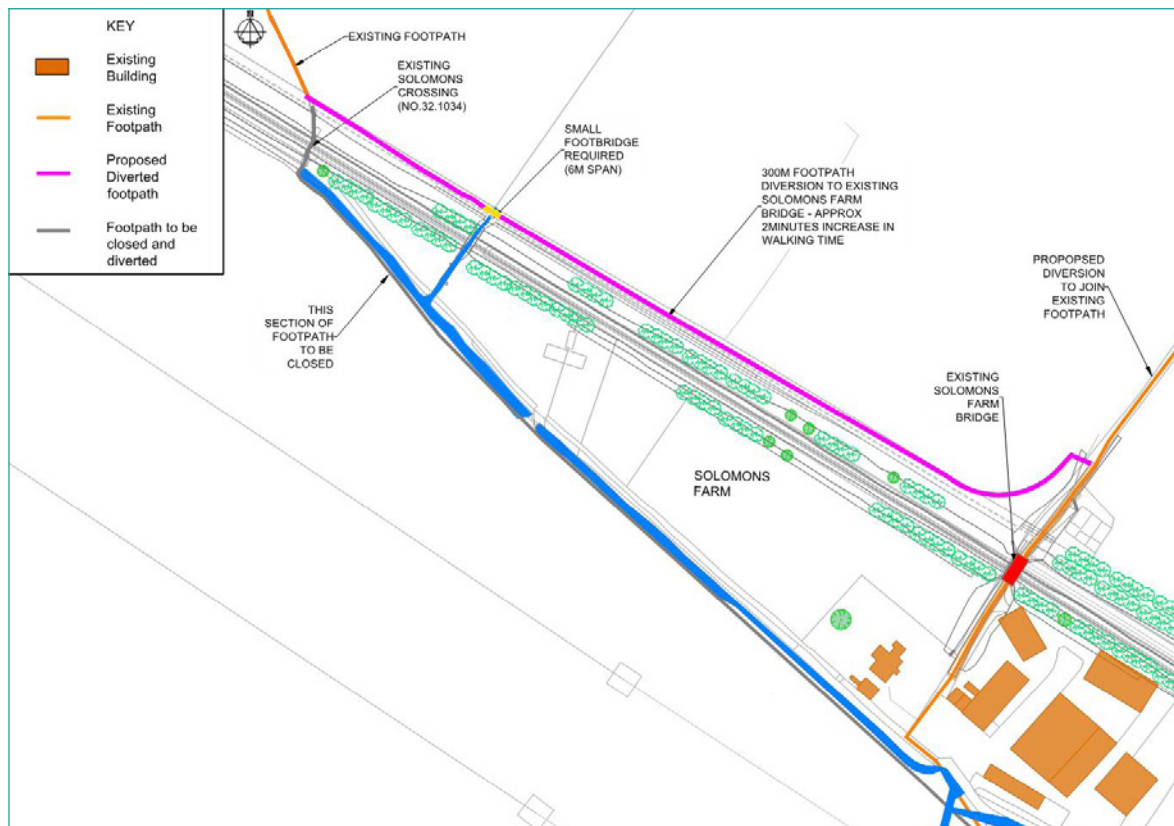 KEY
Existing
Building
Existing
Footpath
Proposed
Diverted
footpath
Footpath to be
closed and
diverted
N
EXISTING FOOTPATH
EXISTING
SOLOMONS
CROSSING
(NO.32.1034)
SMALL
FOOTBRIDGE
REQUIRED
(6M SPAN)
300M FOOTPATH
DIVERSION TO EXISTING
SOLOMONS FARM
BRIDGE - APPROX
2MINUTES INCREASE IN
WALKING TIME
PROPOPSED
DIVERSION
TO JOIN
EXISTING
FOOTPATH
THIS
SECTION OF
FOOTPATH
TO BE
CLOSED
EXISTING
SOLOMONS
FARM
BRIDGE
SOLOMONS
FARM